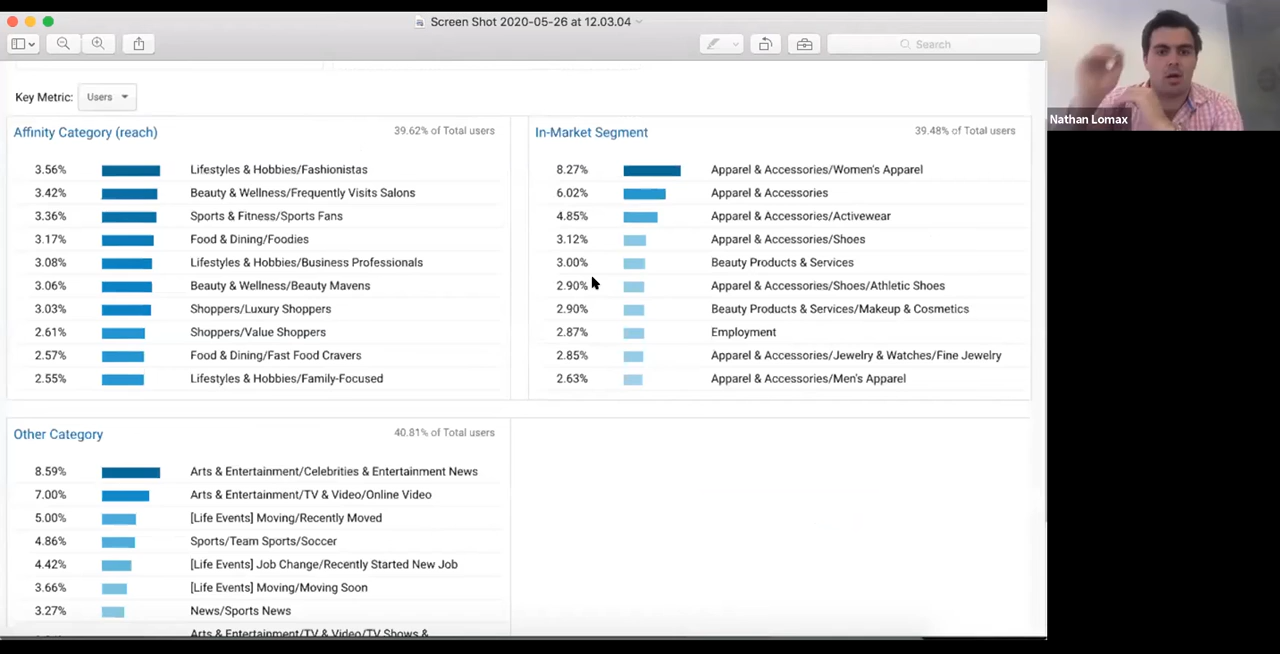 Screen Shot 2020-05-26 at 12.03.04
Search
Nathan Lomax
Key Metric: Users
Affinity Category (reach) 39.62% of Total users
3.56% Lifestyles & Hobbies/Fashionistas
3.42% Beauty & Wellness/Frequently Visits Salons
3.36% Sports & Fitness/Sports Fans
3.17% Food & Dining/Foodies
3.08% Lifestyles & Hobbies/Business Professionals
3.06% Beauty & Wellness/Beauty Mavens
3.03% Shoppers/Luxury Shoppers
2.61% Shoppers/Value Shoppers
2.57% Food & Dining/Fast Food Cravers
2.55% Lifestyles & Hobbies/Family-Focused
In-Market Segment 39.48% of Total users
8.27% Apparel & Accessories/Women's Apparel
6.02% Apparel & Accessories
4.85% Apparel & Accessories/Activewear
3.12% Apparel & Accessories/Shoes
3.00% Beauty Products & Services
2.90% Apparel & Accessories/Shoes/Athletic Shoes
2.90% Beauty Products & Services/Makeup & Cosmetics
2.87% Employment
2.85% Apparel & Accessories/Jewelry & Watches/Fine Jewelry
2.63% Apparel & Accessories/Men's Apparel
Other Category 40.81% of Total users
8.59% Arts & Entertainment/Celebrities & Entertainment News
7.00% Arts & Entertainment/TV & Video/Online Video
5.00% [Life Events] Moving/Recently Moved
4.86% Sports/Team Sports/Soccer
4.42% [Life Events] Job Change/Recently Started New Job
3.66% [Life Events] Moving/Moving Soon
3.27% News/Sports News
Arts & Entertainment/TV & Video/TV Shows &